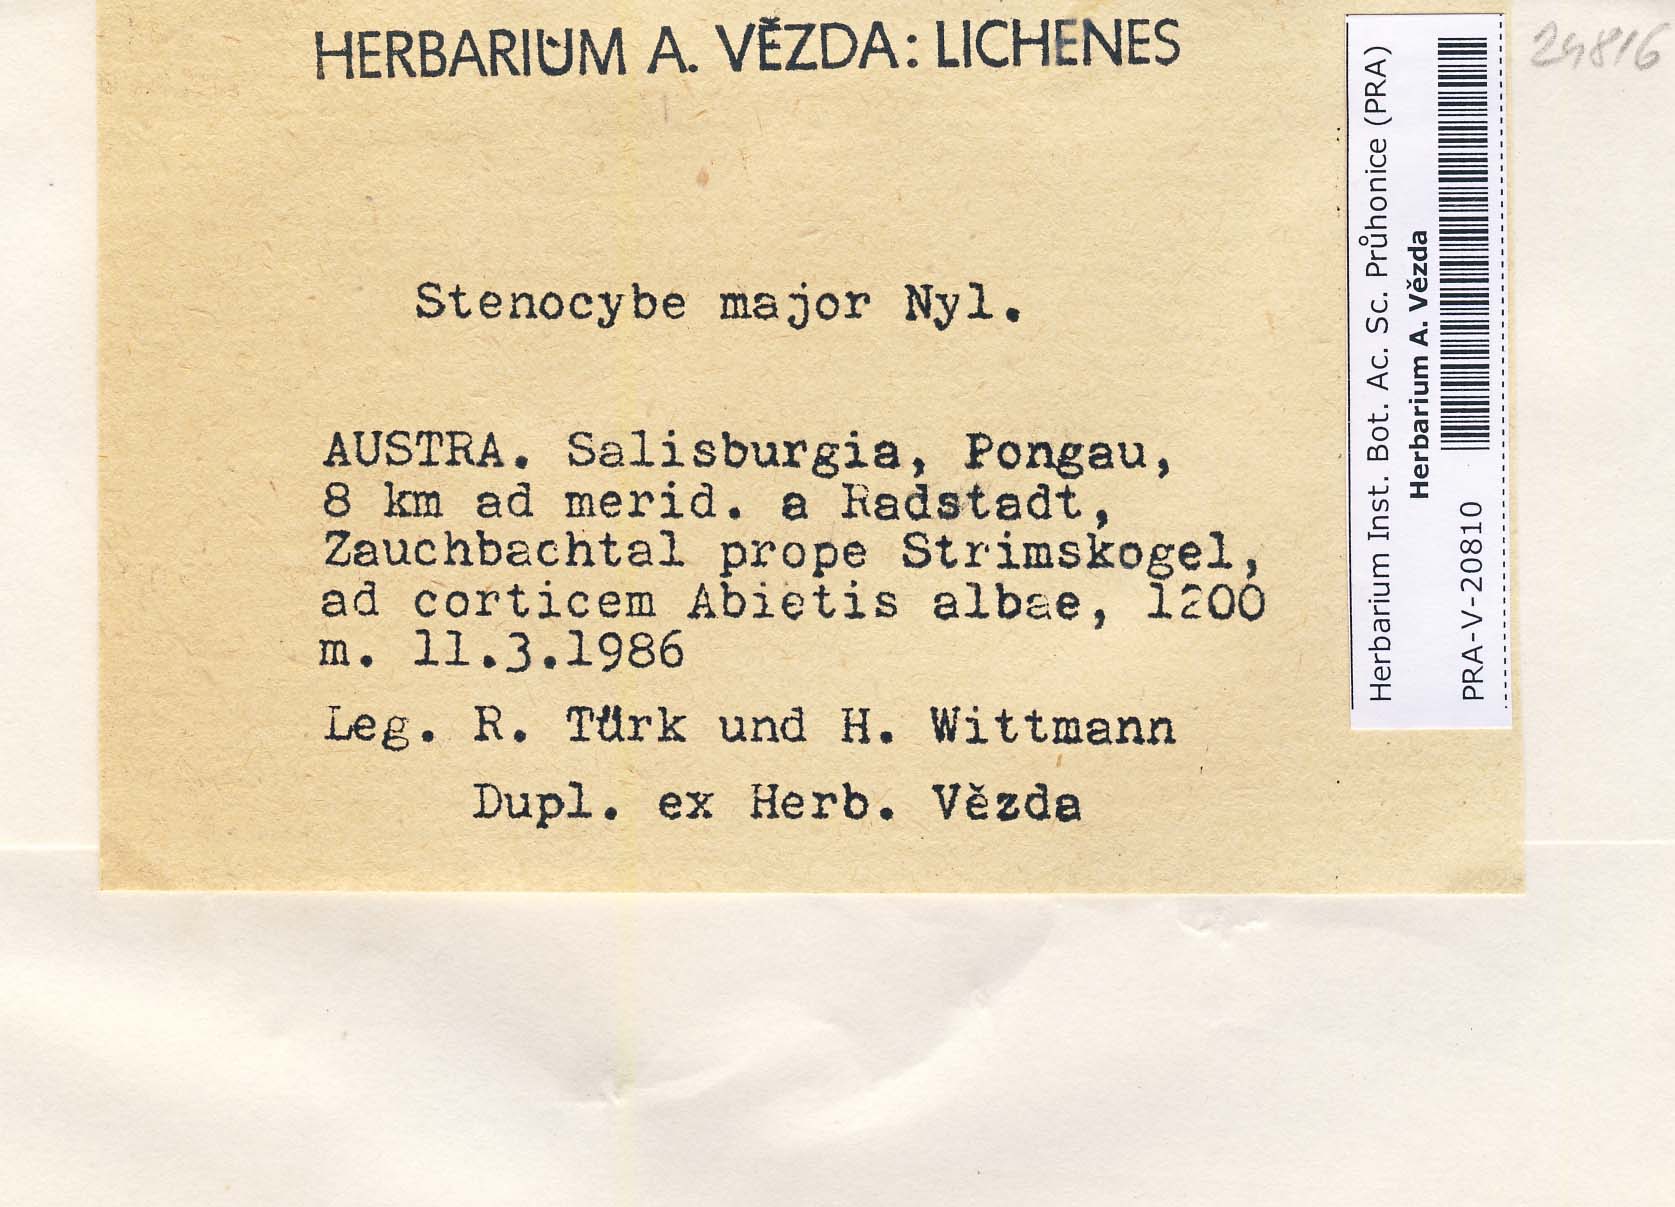 HERBARIUM A. VĚZDA: LICHENES
24816
Stenocybe major Nyl.
AUSTRA. Salisburgia, Pongau,
8 km ad merid. a Radstadt,
Zauchbachtal prope Strimskogel,
ad corticem Abietis albae, 1200
m. 11.3.1986
Leg. R. Türk und H. Wittmann
Dupl. ex Herb. Vězda
Herbarium Inst. Bot. Ac. Sc. Průhonice (PRA)
Herbarium A. Vězda
PRA-V-20810